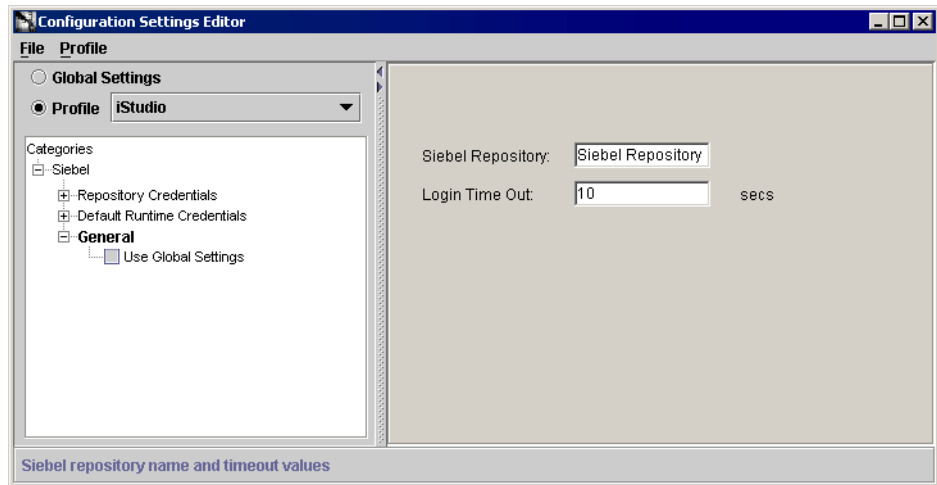 Configuration Settings Editor
File Profile
Global Settings
Profile iStudio
Categories
Siebel
Repository Credentials
Default Runtime Credentials
General
Use Global Settings
Siebel Repository: Siebel Repository
Login Time Out: 10 secs
Siebel repository name and timeout values